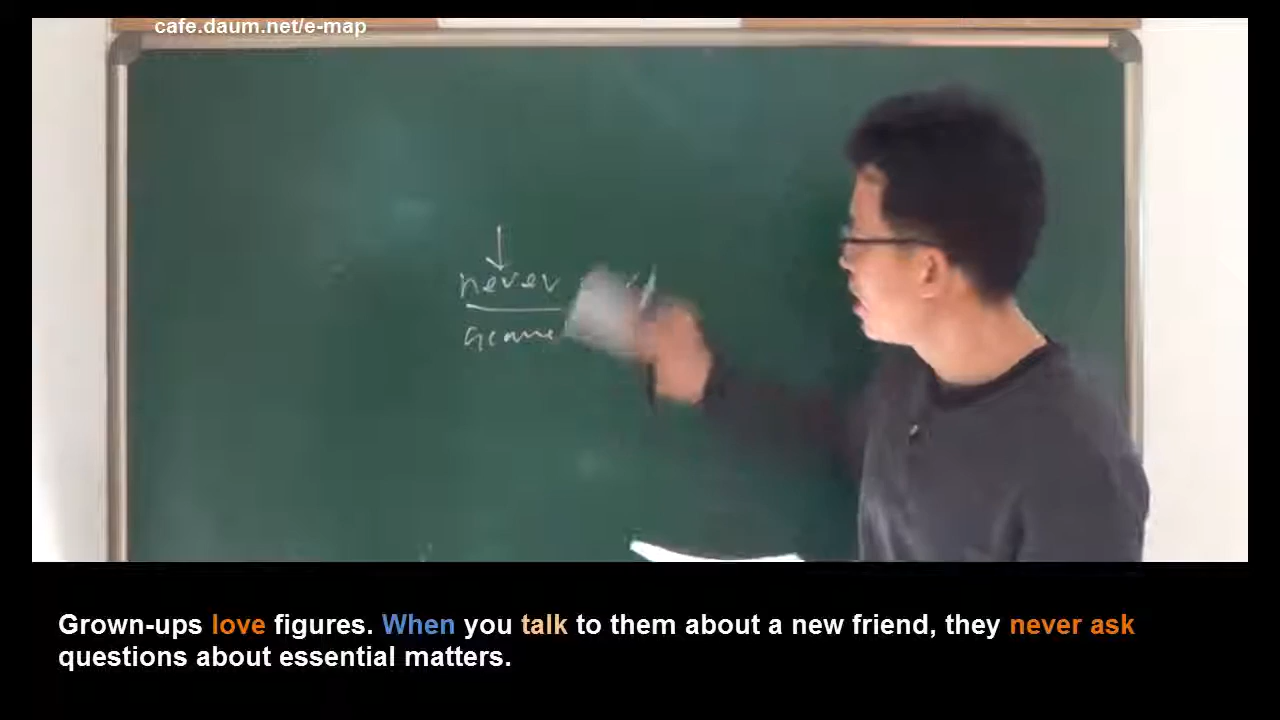 cafe.daum.net/e-map
never
Grown-ups love figures. When you talk to them about a new friend, they never ask
questions about essential matters.